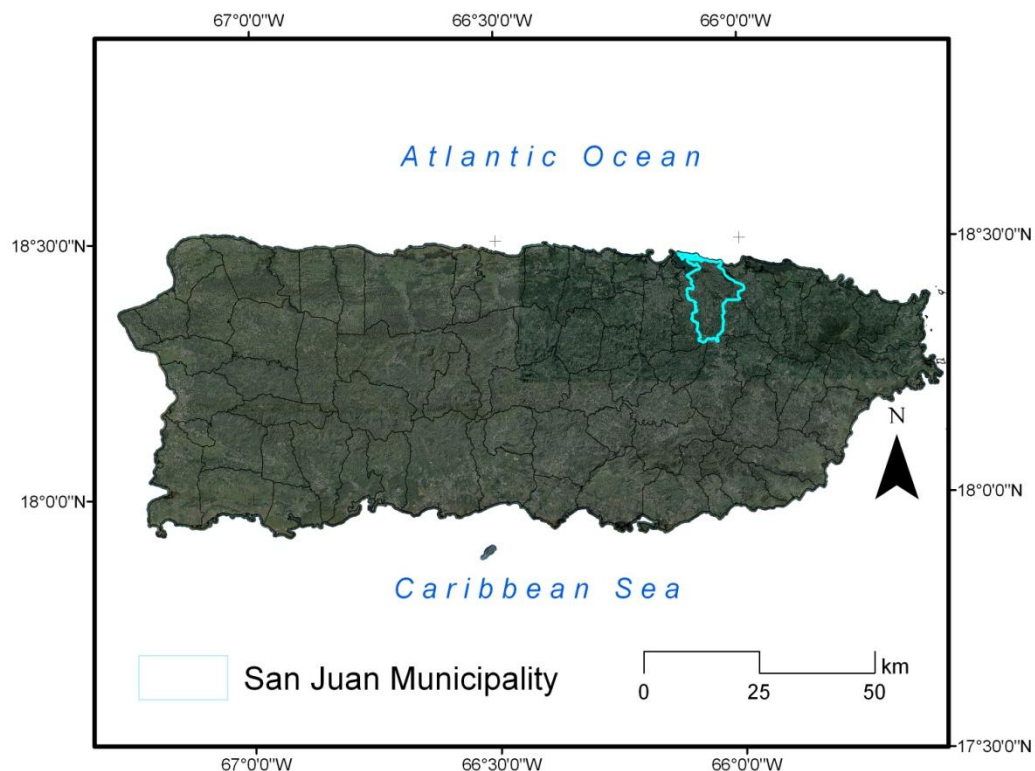 67°0'0"W 66°30'0"W 66°0'0"W
Atlantic Ocean
18°30'0"N 18°30'0"N
N
18°0'0"N 18°0'0"N
Caribbean Sea
San Juan Municipality
km
0 25 50
17°30'0"N
67°0'0"W 66°30'0"W 66°0'0"W